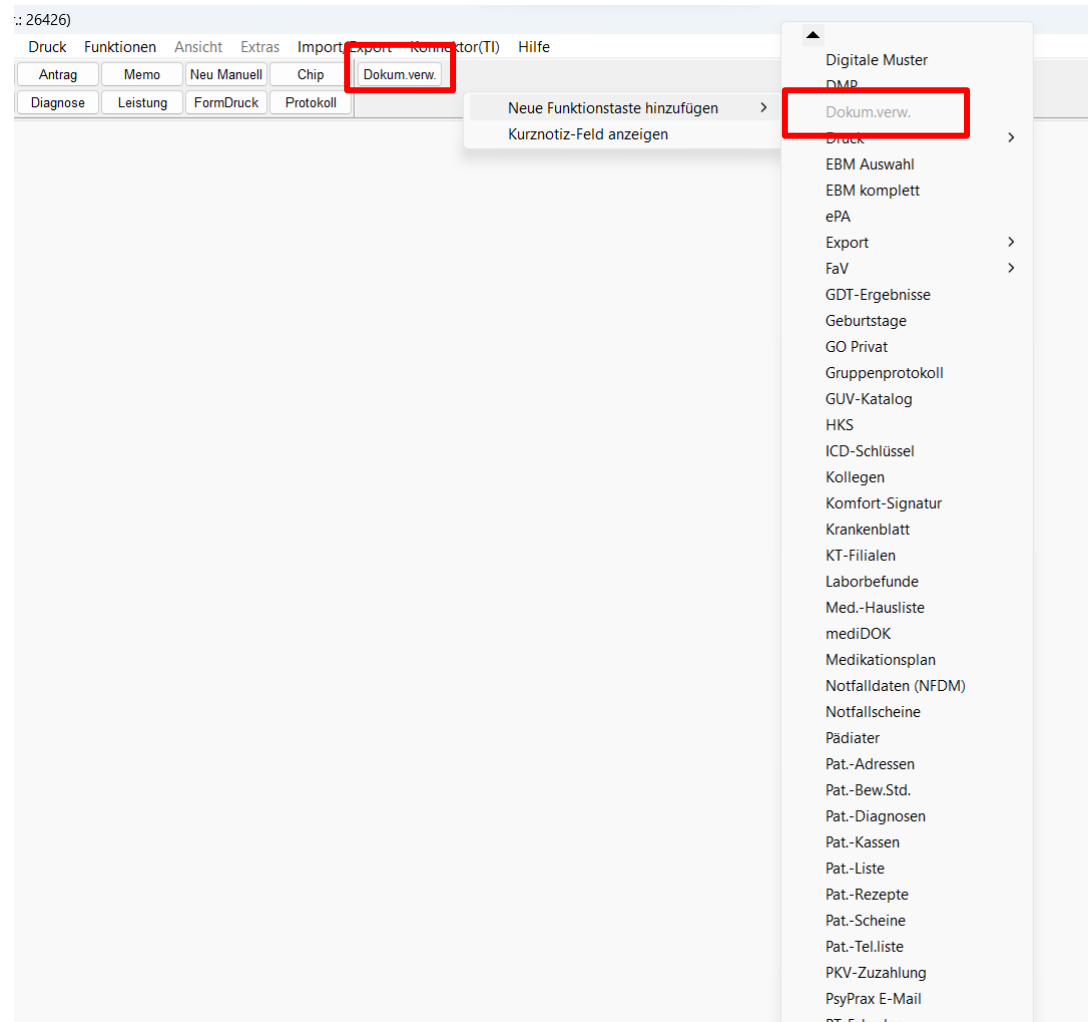 .: 26426)
Druck Funktionen Ansicht Extras Import/Export Konnektor(TI) Hilfe
Antrag Memo Neu Manuell Chip Dokum.verw.
Diagnose Leistung FormDruck Protokoll
Neue Funktionstaste hinzufügen
Kurznotiz-Feld anzeigen
Digitale Muster
DMP
Dokum.verw.
Druck
EBM Auswahl
EBM komplett
ePA
Export
FaV
GDT-Ergebnisse
Geburtstage
GO Privat
Gruppenprotokoll
GUV-Katalog
HKS
ICD-Schlüssel
Kollegen
Komfort-Signatur
Krankenblatt
KT-Filialen
Laborbefunde
Med.-Hausliste
mediDOK
Medikationsplan
Notfalldaten (NFDM)
Notfallscheine
Pädiater
Pat.-Adressen
Pat.-Bew.Std.
Pat.-Diagnosen
Pat.-Kassen
Pat.-Liste
Pat.-Rezepte
Pat.-Scheine
Pat.-Tel.liste
PKV-Zuzahlung
PsyPrax E-Mail